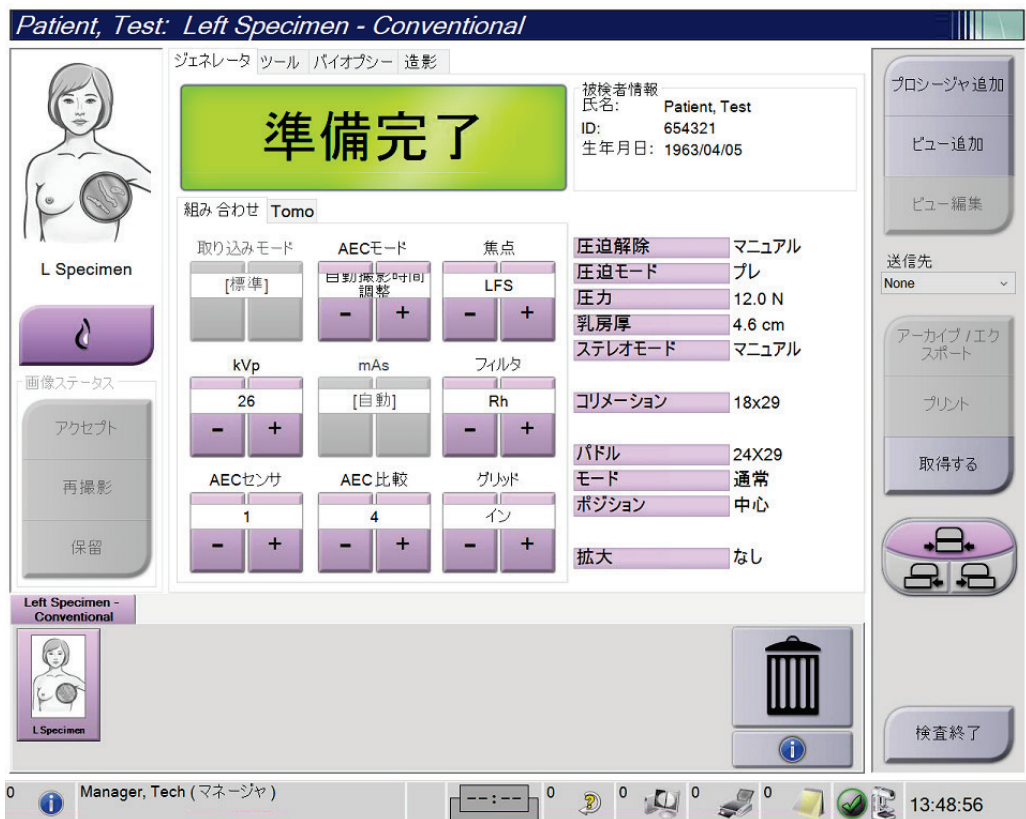 Patient, Test: Left Specimen - Conventional
ジェネレータ ツール バイオプシー 造影
準備完了
被検者情報
氏名: Patient, Test
ID: 654321
生年月日: 1963/04/05
L Specimen
画像ステータス
アクセプト
再撮影
保留
組み合わせ Tomo
取り込みモード AECモード 焦点
[標準] 自動撮影時間調整 LFS
- + - +
kVp mAs フィルタ
26 [自動] Rh
- + - +
AECセンサ AEC比較 グリッド
1 4 イン
- + - + - +
圧迫解除 マニュアル
圧迫モード プレ
圧力 12.0 N
乳房厚 4.6 cm
ステレオモード マニュアル
コリメーション 18x29
パドル 24X29
モード 通常
ポジション 中心
拡大 なし
プロシージャ追加
ビュー追加
ビュー編集
送信先
None
アーカイブ / エク
スポート
プリント
取得する
検査終了
Left Specimen -
Conventional
L Specimen
0 Manager, Tech (マネージャ) --:-- 0 0 0 0 13:48:56